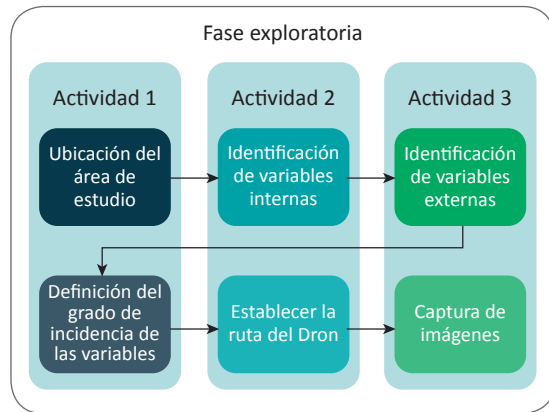 Fase exploratoria
Actividad 1
Actividad 2
Actividad 3
Ubicación del
área de
estudio
Identificación
de variables
internas
Identificación
de variables
externas
Definición del
grado de
incidencia de
las variables
Establecer la
ruta del Dron
Captura de
imágenes